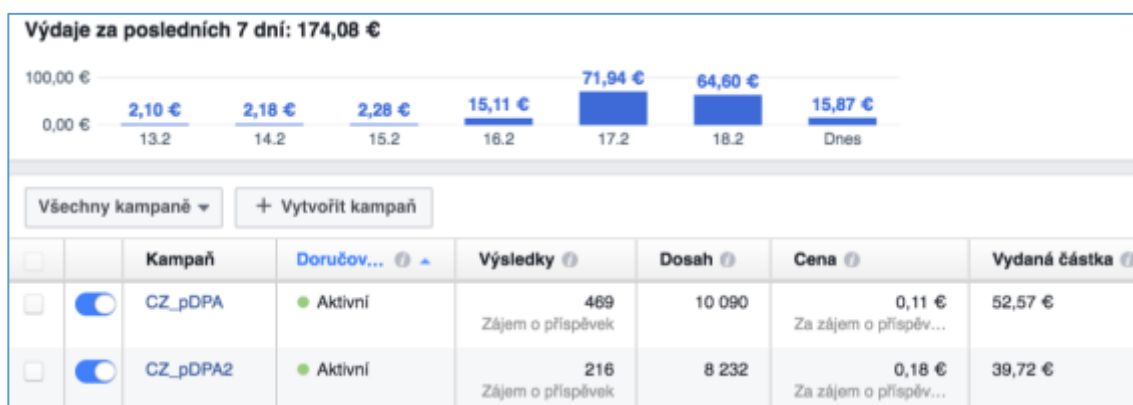 Výdaje za posledních 7 dní: 174,08 €
100,00 €
0,00 €
2,10 € 2,18 € 2,28 € 15,11 € 71,94 € 64,60 € 15,87 €
13.2 14.2 15.2 16.2 17.2 18.2 Dnes
Všechny kampaně + Vytvořit kampaň
Kampaň Doručov... Výsledky Dosah Cena Vydaná částka
CZ_pDPA Aktivní 469 10 090 0,11 € 52,57 €
Zájem o příspěvek Za zájem o příspěv...
CZ_pDPA2 Aktivní 216 8 232 0,18 € 39,72 €
Zájem o příspěvek Za zájem o příspěv...